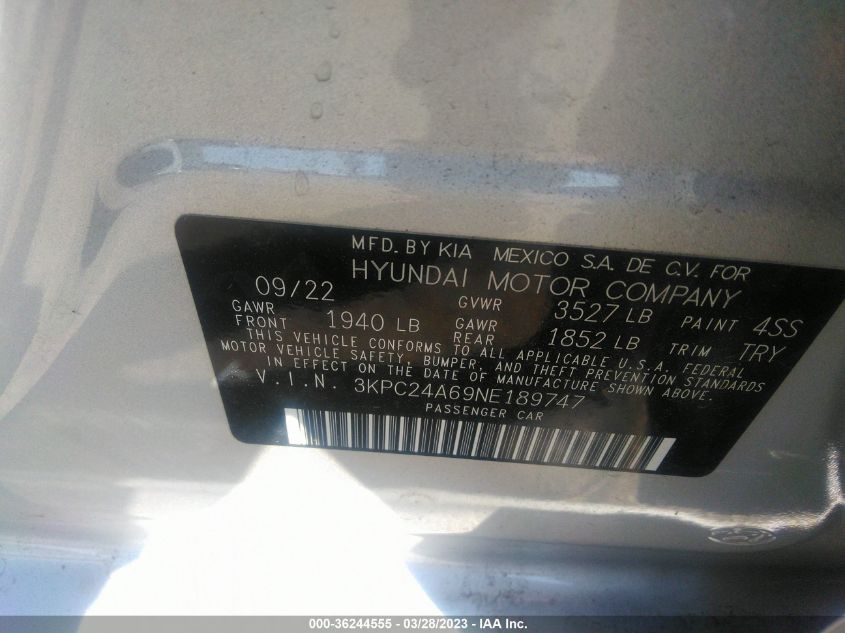 MFD. BY KIA MEXICO S.A. DE C.V. FOR
HYUNDAI MOTOR COMPANY
09/22 GVWR 3527 LB PAINT 4SS
GAWR FRONT 1940 LB GAWR REAR 1852 LB TRIM TRY
THIS VEHICLE CONFORMS TO ALL APPLICABLE U.S.A. FEDERAL
MOTOR VEHICLE SAFETY, BUMPER, AND THEFT PREVENTION STANDARDS
IN EFFECT ON THE DATE OF MANUFACTURE SHOWN ABOVE.
V.I.N. 3KPC24A69NE189747
PASSENGER CAR
000-36244555 - 03/28/2023 - IAA Inc.